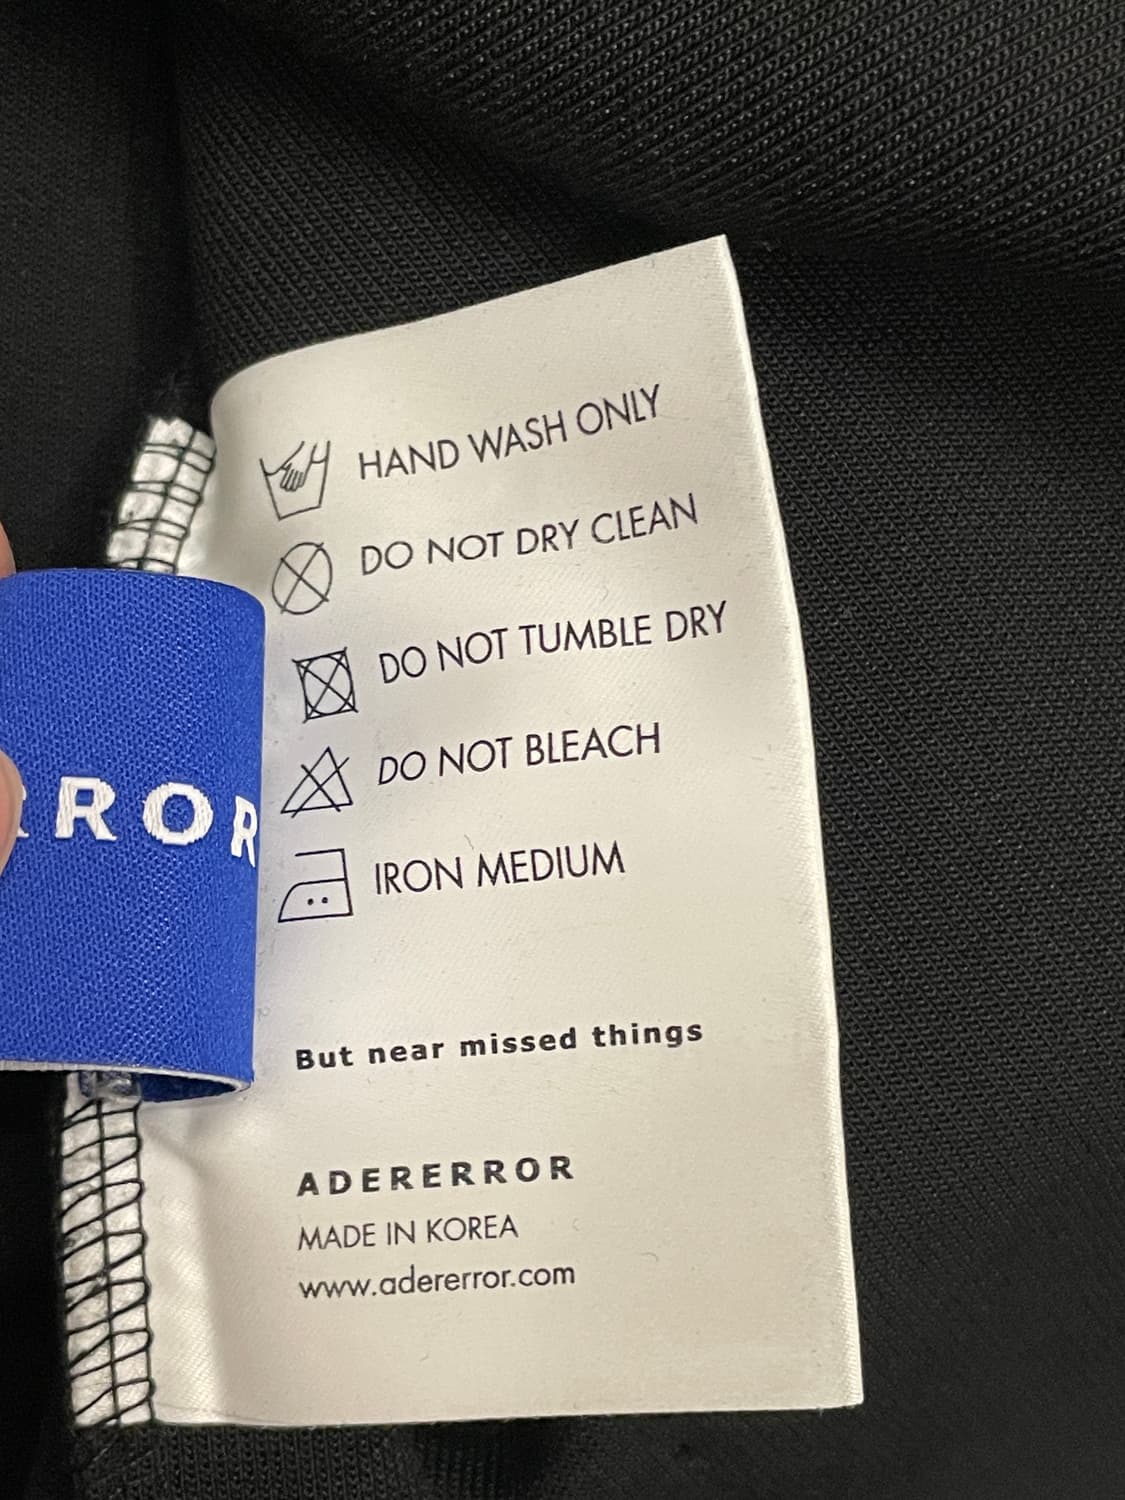 HAND WASH ONLY
DO NOT DRY CLEAN
DO NOT TUMBLE DRY
DO NOT BLEACH
IRON MEDIUM
ROR
But near missed things
ADERERROR
MADE IN KOREA
www.adererror.com